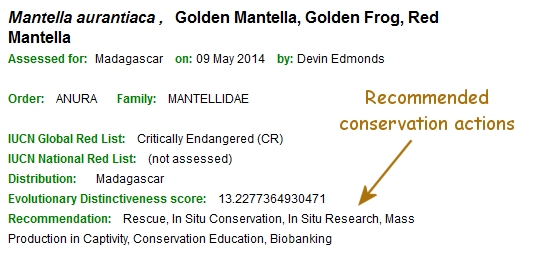 Mantella aurantiaca , Golden Mantella, Golden Frog, Red
Mantella
Assessed for: Madagascar on: 09 May 2014 by: Devin Edmonds
Order: ANURA Family: MANTELLIDAE
Recommended
conservation actions
IUCN Global Red List: Critically Endangered (CR)
IUCN National Red List: (not assessed)
Distribution: Madagascar
Evolutionary Distinctiveness score: 13.2277364930471
Recommendation: Rescue, In Situ Conservation, In Situ Research, Mass
Production in Captivity, Conservation Education, Biobanking